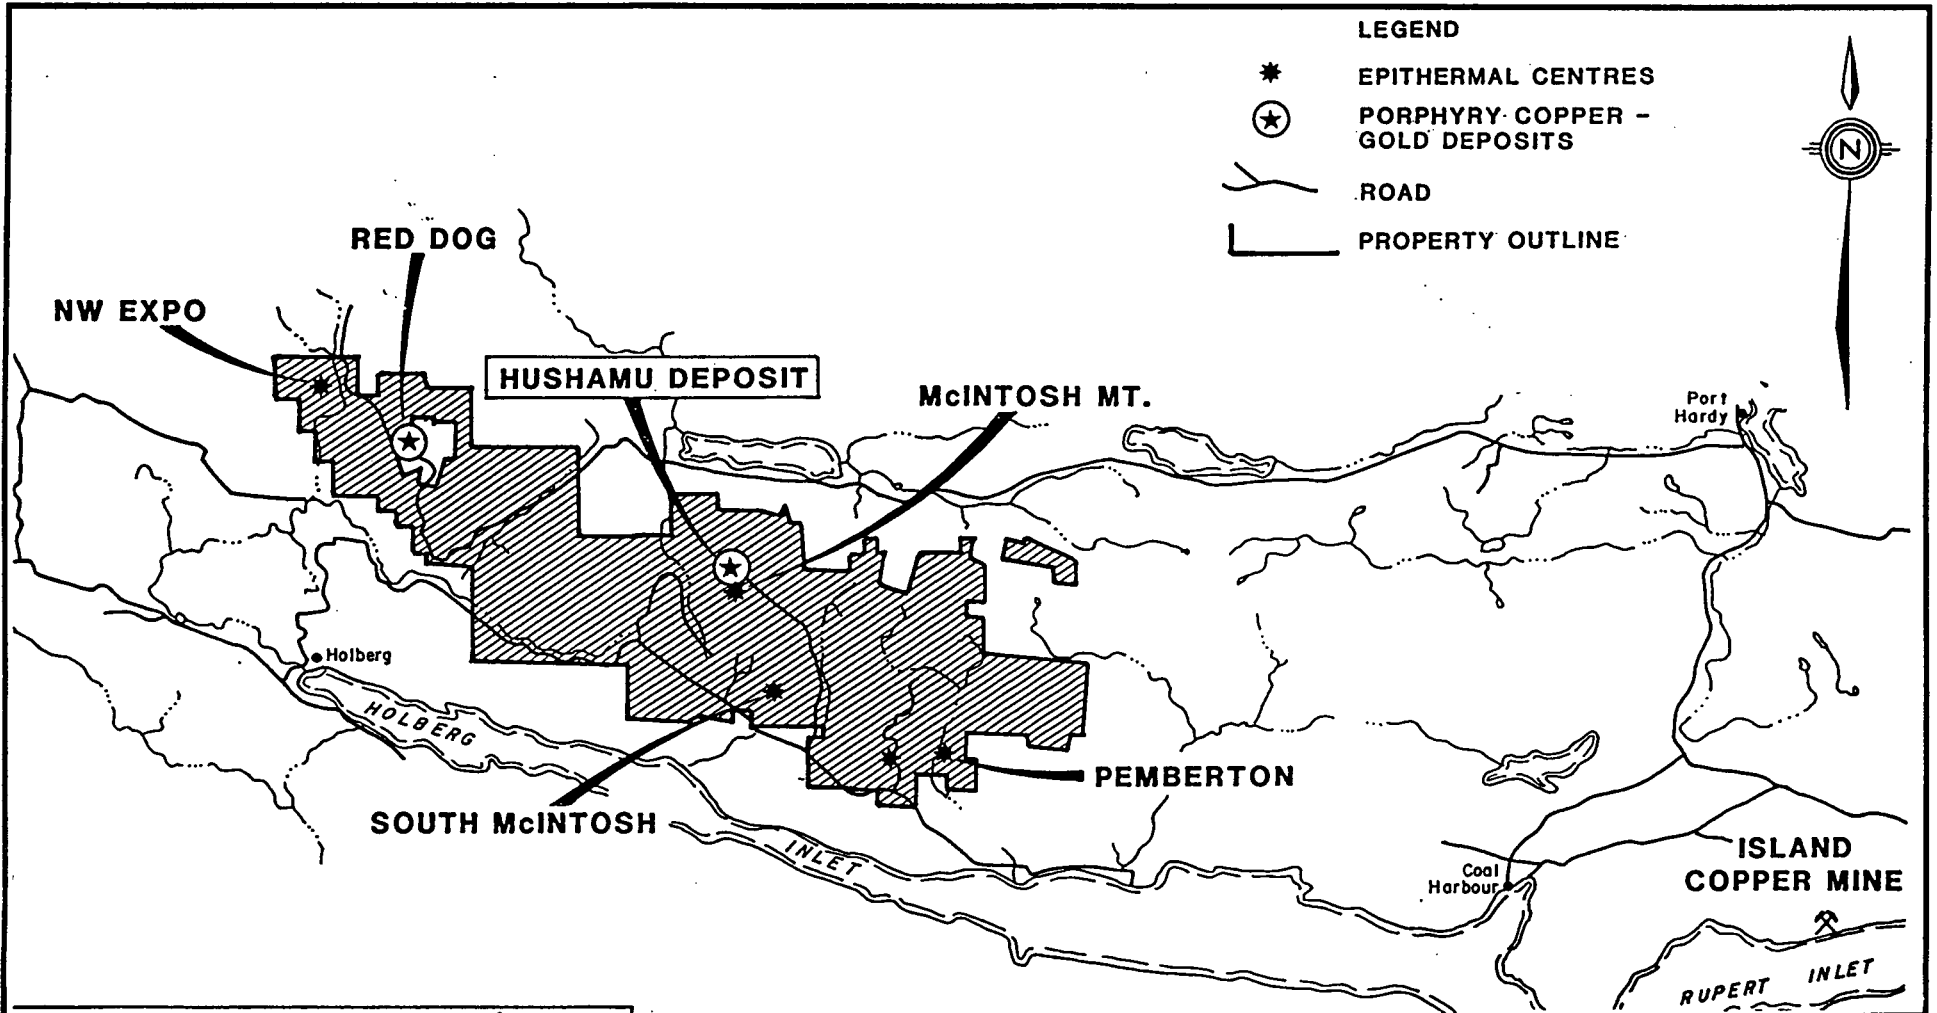 LEGEND
EPITHERMAL CENTRES
PORPHYRY COPPER -
GOLD DEPOSITS
ROAD
PROPERTY OUTLINE
N
RED DOG
NW EXPO
HUSHAMU DEPOSIT
McINTOSH MT.
Port
Hardy
Holberg
HOLBERG
PEMBERTON
SOUTH McINTOSH
INLET
ISLAND
COPPER MINE
Coal
Harbour
RUPERT INLET